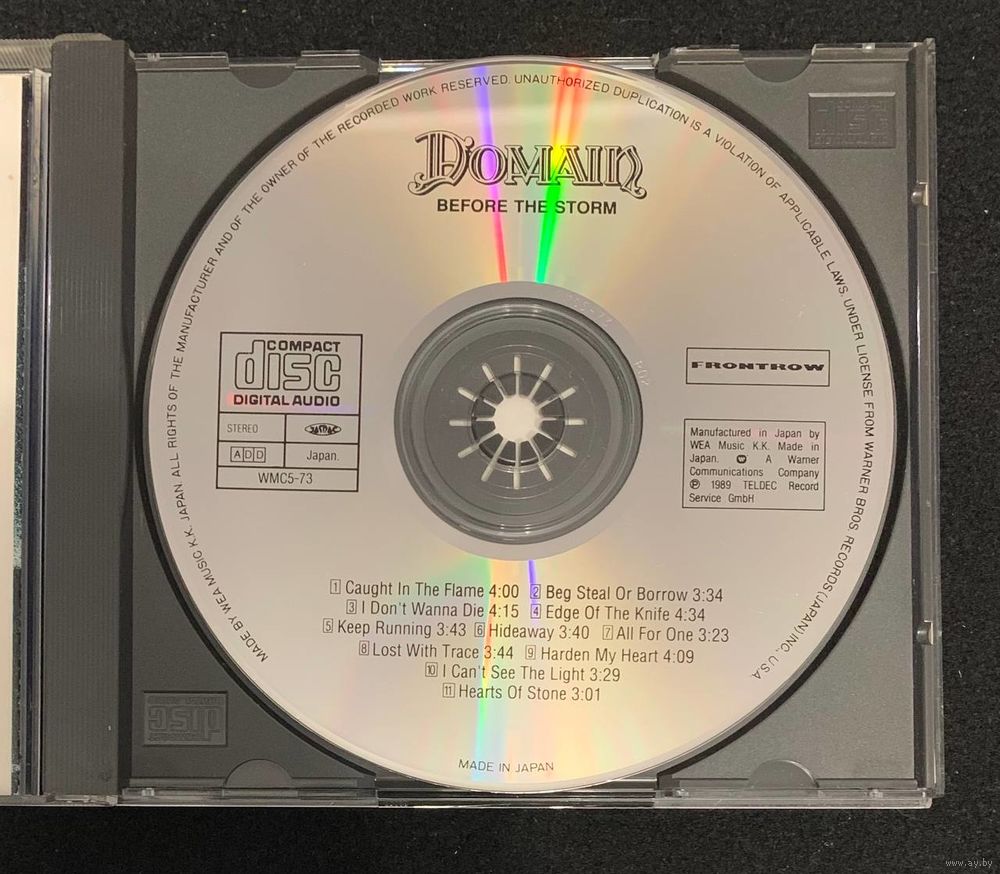 ALL RIGHTS OF THE MANUFACTURER AND OF THE OWNER OF THE RECORDED WORK RESERVED. UNAUTHORIZED DUPLICATION IS A VIOLATION OF APPLICABLE LAWS. UNDER LICENSE FROM WARNER BROS. RECORDS (JAPAN) INC., U.S.A.
DOMAIN
BEFORE THE STORM
COMPACT
disc
DIGITAL AUDIO
STEREO
JASRAC
ADD
Japan.
WMC5-73
FRONTROW
Manufactured in Japan by
WEA Music K.K. Made in
Japan. A Warner
Communications Company
℗ 1989 TELDEC Record
Service GmbH
1 Caught In The Flame 4:00 2 Beg Steal Or Borrow 3:34
3 I Don't Wanna Die 4:15 4 Edge Of The Knife 4:34
5 Keep Running 3:43 6 Hideaway 3:40 7 All For One 3:23
8 Lost With Trace 3:44 9 Harden My Heart 4:09
10 I Can't See The Light 3:29
11 Hearts Of Stone 3:01
MADE BY WEA MUSIC K.K. JAPAN.
MADE IN JAPAN
disc
www.ay.by